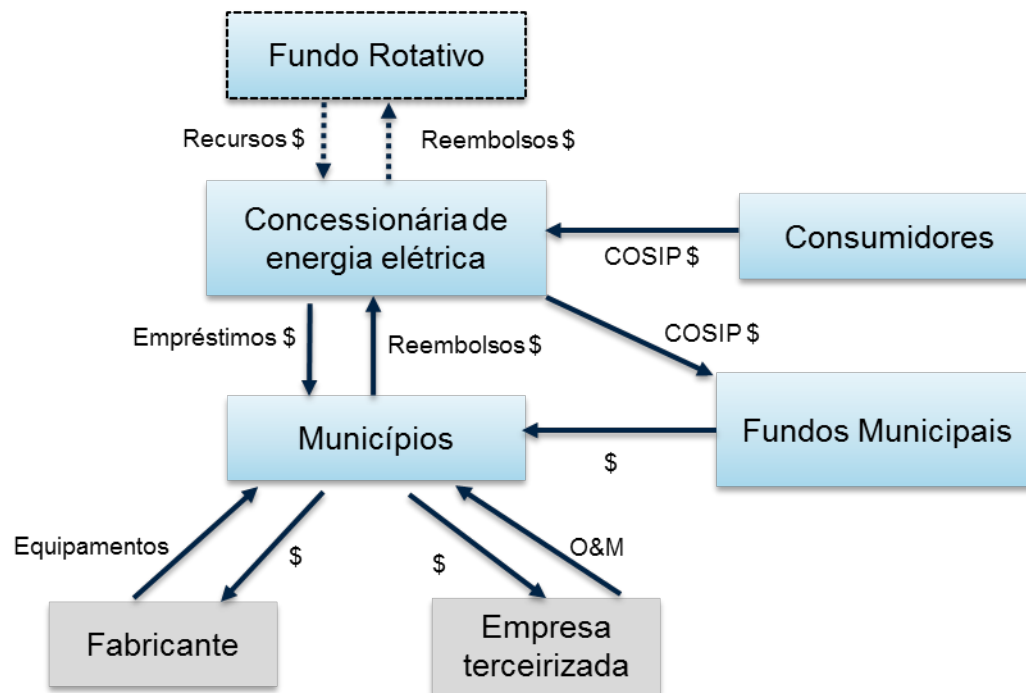 Fundo Rotativo
Recursos $
Reembolsos $
Concessionária de
energia elétrica
Consumidores
COSIP $
Empréstimos $
Reembolsos $
COSIP $
Municípios
Fundos Municipais
$
Equipamentos
$
$
O&M
Fabricante
Empresa
terceirizada